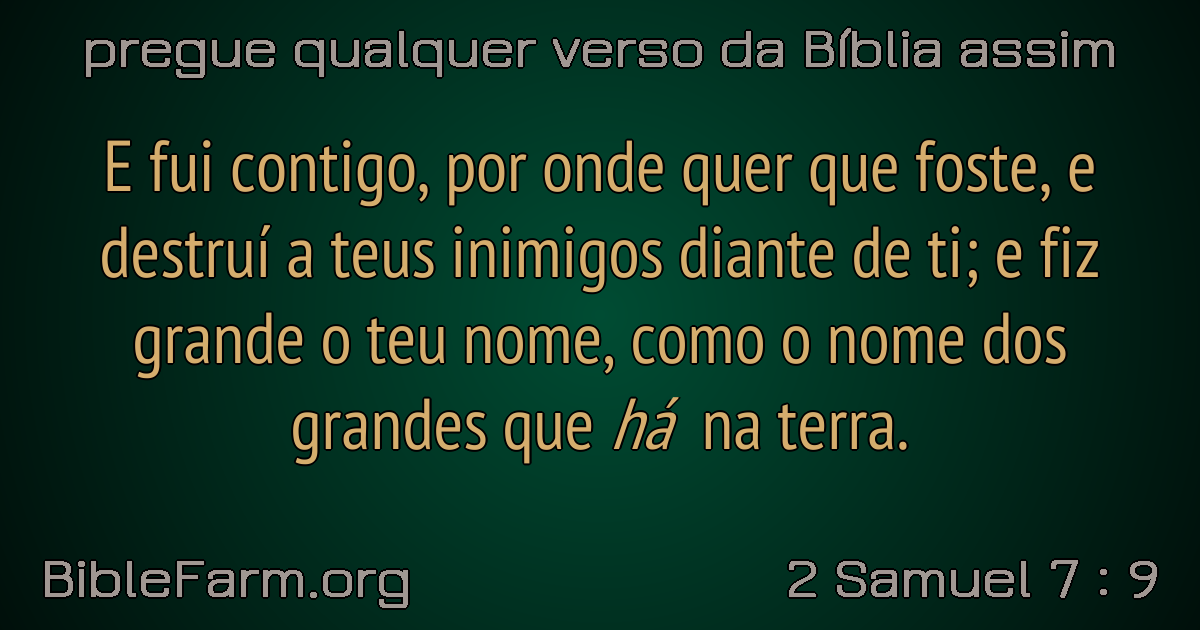 pregue qualquer verso da Bíblia assim
E fui contigo, por onde quer que foste, e
destruí a teus inimigos diante de ti; e fiz
grande o teu nome, como o nome dos
grandes que há na terra.
BibleFarm.org
2 Samuel 7 : 9